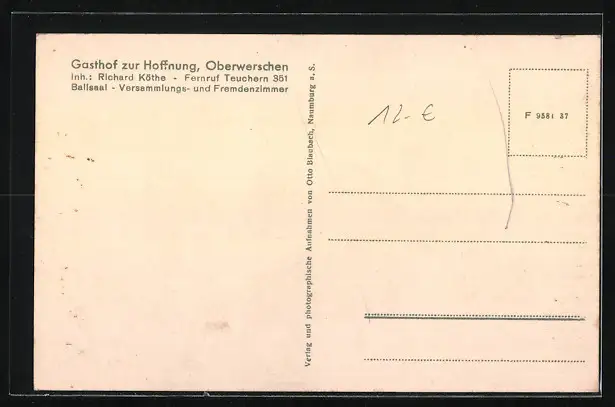 Gasthof zur Hoffnung, Oberwerschen
Inh.: Richard Köthe - Fernruf Teuchern 351
Ballsaal - Versammlungs- und Fremdenzimmer
Verlag und photographische Aufnahmen von Otto Blaubach, Naumburg a. S.
12.- €
F 9381 37